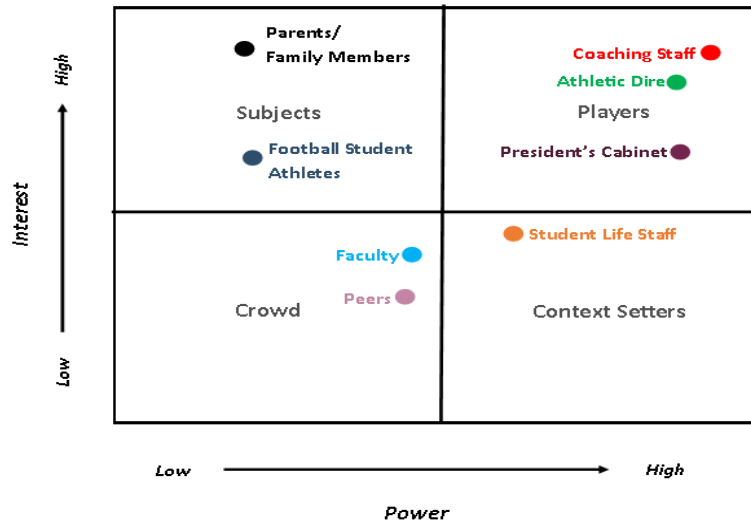 Parents/
Family Members
Subjects
Football Student
Athletes
Coaching Staff
Athletic Dire
Players
President's Cabinet
Faculty
Peers
Crowd
Student Life Staff
Context Setters
High
Interest
Low
Low
High
Power